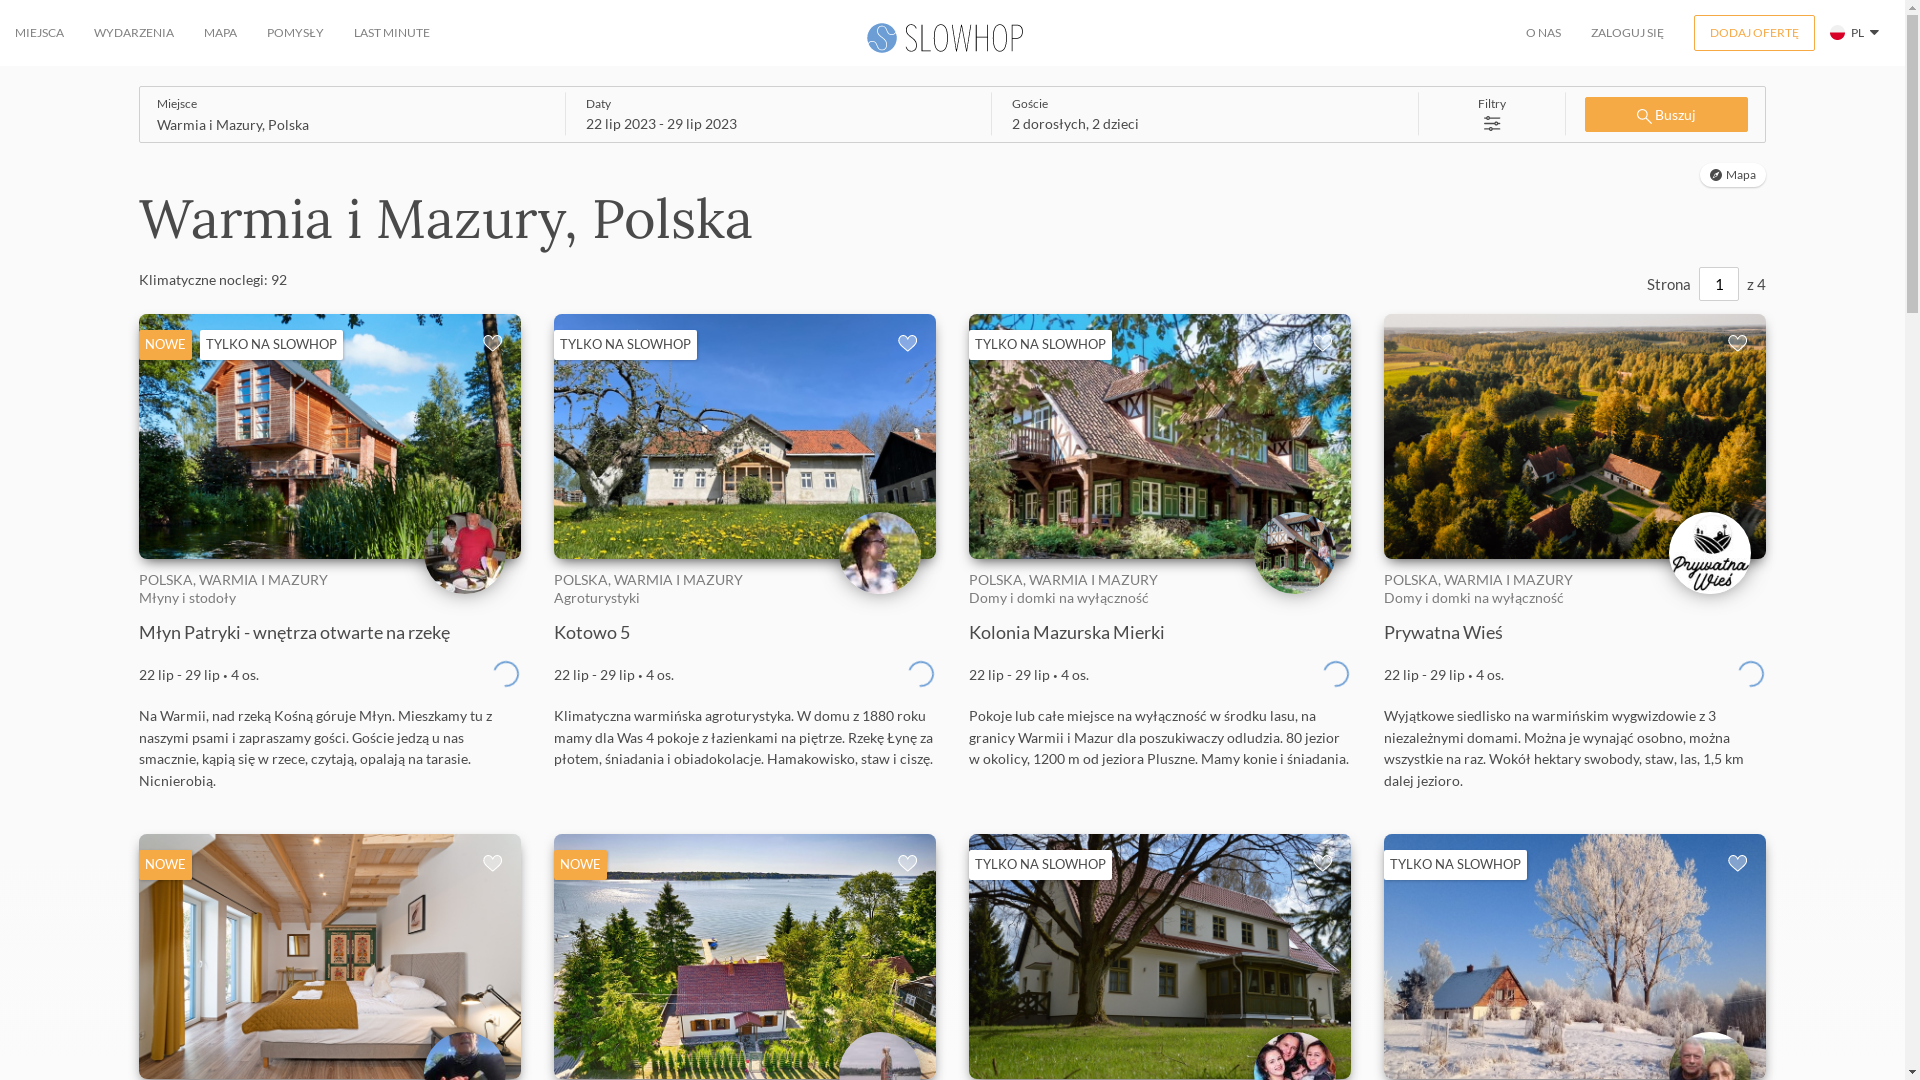 MIEJSCA WYDARZENIA MAPA POMYSŁY LAST MINUTE SLOWHOP O NAS ZALOGUJ SIĘ DODAJ OFERTĘ PL
Miejsce Daty Goście Filtry
Warmia i Mazury, Polska 22 lip 2023 - 29 lip 2023 2 dorosłych, 2 dzieci Buszuj
Mapa
Warmia i Mazury, Polska
Klimatyczne noclegi: 92
Strona 1 z 4
NOWE TYLKO NA SLOWHOP
POLSKA, WARMIA I MAZURY
Młyny i stodoły
Młyn Patryki - wnętrza otwarte na rzekę
22 lip - 29 lip • 4 os.
Na Warmii, nad rzeką Kośną góruje Młyn. Mieszkamy tu z
naszymi psami i zapraszamy gości. Goście jedzą u nas
smacznie, kąpią się w rzece, czytają, opalają na tarasie.
Nicnierobią.
TYLKO NA SLOWHOP
POLSKA, WARMIA I MAZURY
Agroturystyki
Kotowo 5
22 lip - 29 lip • 4 os.
Klimatyczna warmińska agroturystyka. W domu z 1880 roku
mamy dla Was 4 pokoje z łazienkami na piętrze. Rzekę Łynę za
płotem, śniadania i obiadokolacje. Hamakowisko, staw i ciszę.
TYLKO NA SLOWHOP
POLSKA, WARMIA I MAZURY
Domy i domki na wyłączność
Kolonia Mazurska Mierki
22 lip - 29 lip • 4 os.
Pokoje lub całe miejsce na wyłączność w środku lasu, na
granicy Warmii i Mazur dla poszukiwaczy odludzia. 80 jezior
w okolicy, 1200 m od jeziora Pluszne. Mamy konie i śniadania.
Prywatna
Wieś
POLSKA, WARMIA I MAZURY
Domy i domki na wyłączność
Prywatna Wieś
22 lip - 29 lip • 4 os.
Wyjątkowe siedlisko na warmińskim wygwizdowie z 3
niezależnymi domami. Można je wynająć osobno, można
wszystkie na raz. Wokół hektary swobody, staw, las, 1,5 km
dalej jezioro.
NOWE
NOWE
TYLKO NA SLOWHOP
TYLKO NA SLOWHOP